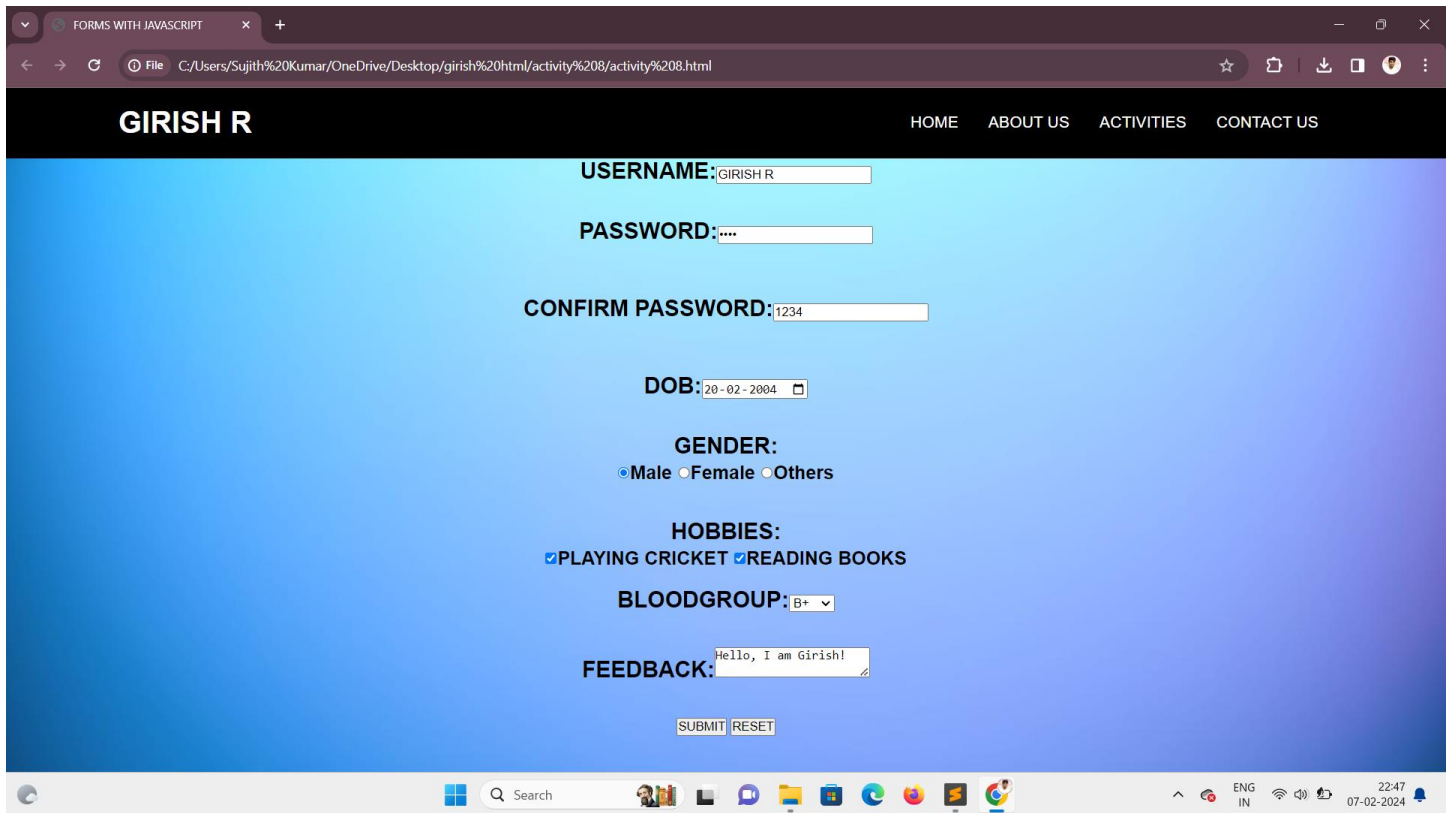 FORMS WITH JAVASCRIPT
File C:/Users/Sujith%20Kumar/OneDrive/Desktop/girish%20html/activity%208/activity%208.html
GIRISH R HOME ABOUT US ACTIVITIES CONTACT US
USERNAME: GIRISH R
PASSWORD: ••••
CONFIRM PASSWORD: 1234
DOB: 20-02-2004
GENDER:
Male Female Others
HOBBIES:
PLAYING CRICKET READING BOOKS
BLOODGROUP: B+
FEEDBACK: Hello, I am Girish!
SUBMIT RESET
Search ENG 22:47
IN 07-02-2024